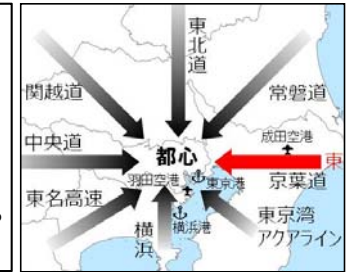 東北道
関越道
常磐道
中央道
成田空港
都心
東
羽田空港
東京港
京葉道
東名高速
横浜
横浜港
東京湾
アクアライン